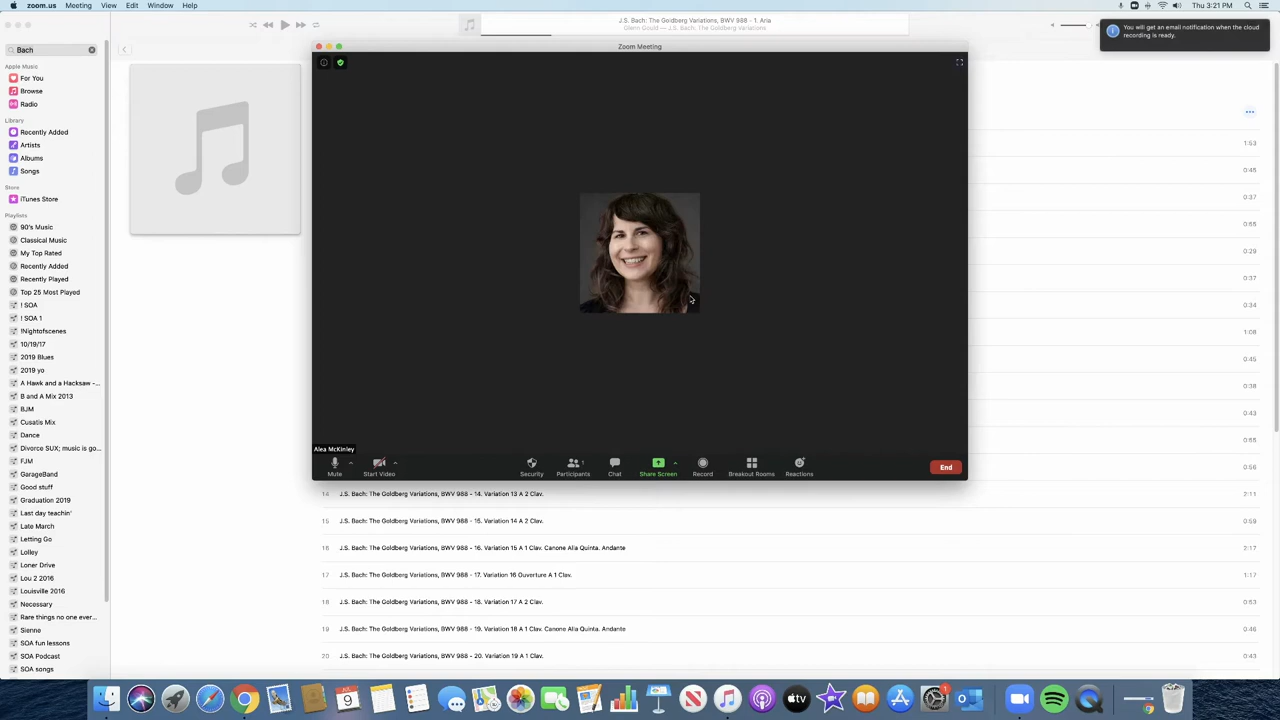 zoom.us Meeting View Edit Window Help
Thu 3:21 PM
J.S. Bach: The Goldberg Variations, BWV 988 - 1. Aria
Glenn Gould — J.S. Bach: The Goldberg Variations
You will get an email notification when the cloud
recording is ready.
Zoom Meeting
Bach
Apple Music
For You
Browse
Radio
Library
Recently Added
Artists
Albums
Songs
Store
iTunes Store
Playlists
90's Music
Classical Music
My Top Rated
Recently Added
Recently Played
Top 25 Most Played
! SOA
! SOA 1
!Nightofscenes
10/19/17
2019 Blues
2019 yo
A Hawk and a Hacksaw -...
B and A Mix 2013
BJM
Cusatis Mix
Dance
Divorce SUX; music is go...
FJM
GarageBand
Good stuff
Graduation 2019
Last day teachin'
Late March
Letting Go
Lolley
Loner Drive
Lou 2 2016
Louisville 2016
Necessary
Rare things no one ever...
Sienne
SOA fun lessons
SOA Podcast
SOA songs
Alea McKinley
Mute Start Video Security Participants 1 Chat Share Screen Record Breakout Rooms Reactions End
1:53
0:45
0:37
0:55
0:29
0:37
0:34
1:08
0:45
0:38
0:43
0:55
0:56
14 J.S. Bach: The Goldberg Variations, BWV 988 - 14. Variation 13 A 2 Clav. 2:11
15 J.S. Bach: The Goldberg Variations, BWV 988 - 15. Variation 14 A 2 Clav. 0:59
16 J.S. Bach: The Goldberg Variations, BWV 988 - 16. Variation 15 A 1 Clav. Canone Alla Quinta. Andante 2:17
17 J.S. Bach: The Goldberg Variations, BWV 988 - 17. Variation 16 Ouverture A 1 Clav. 1:17
18 J.S. Bach: The Goldberg Variations, BWV 988 - 18. Variation 17 A 2 Clav. 0:53
19 J.S. Bach: The Goldberg Variations, BWV 988 - 19. Variation 18 A 1 Clav. Canone Alla Sesta. 0:46
20 J.S. Bach: The Goldberg Variations, BWV 988 - 20. Variation 19 A 1 Clav. 0:43